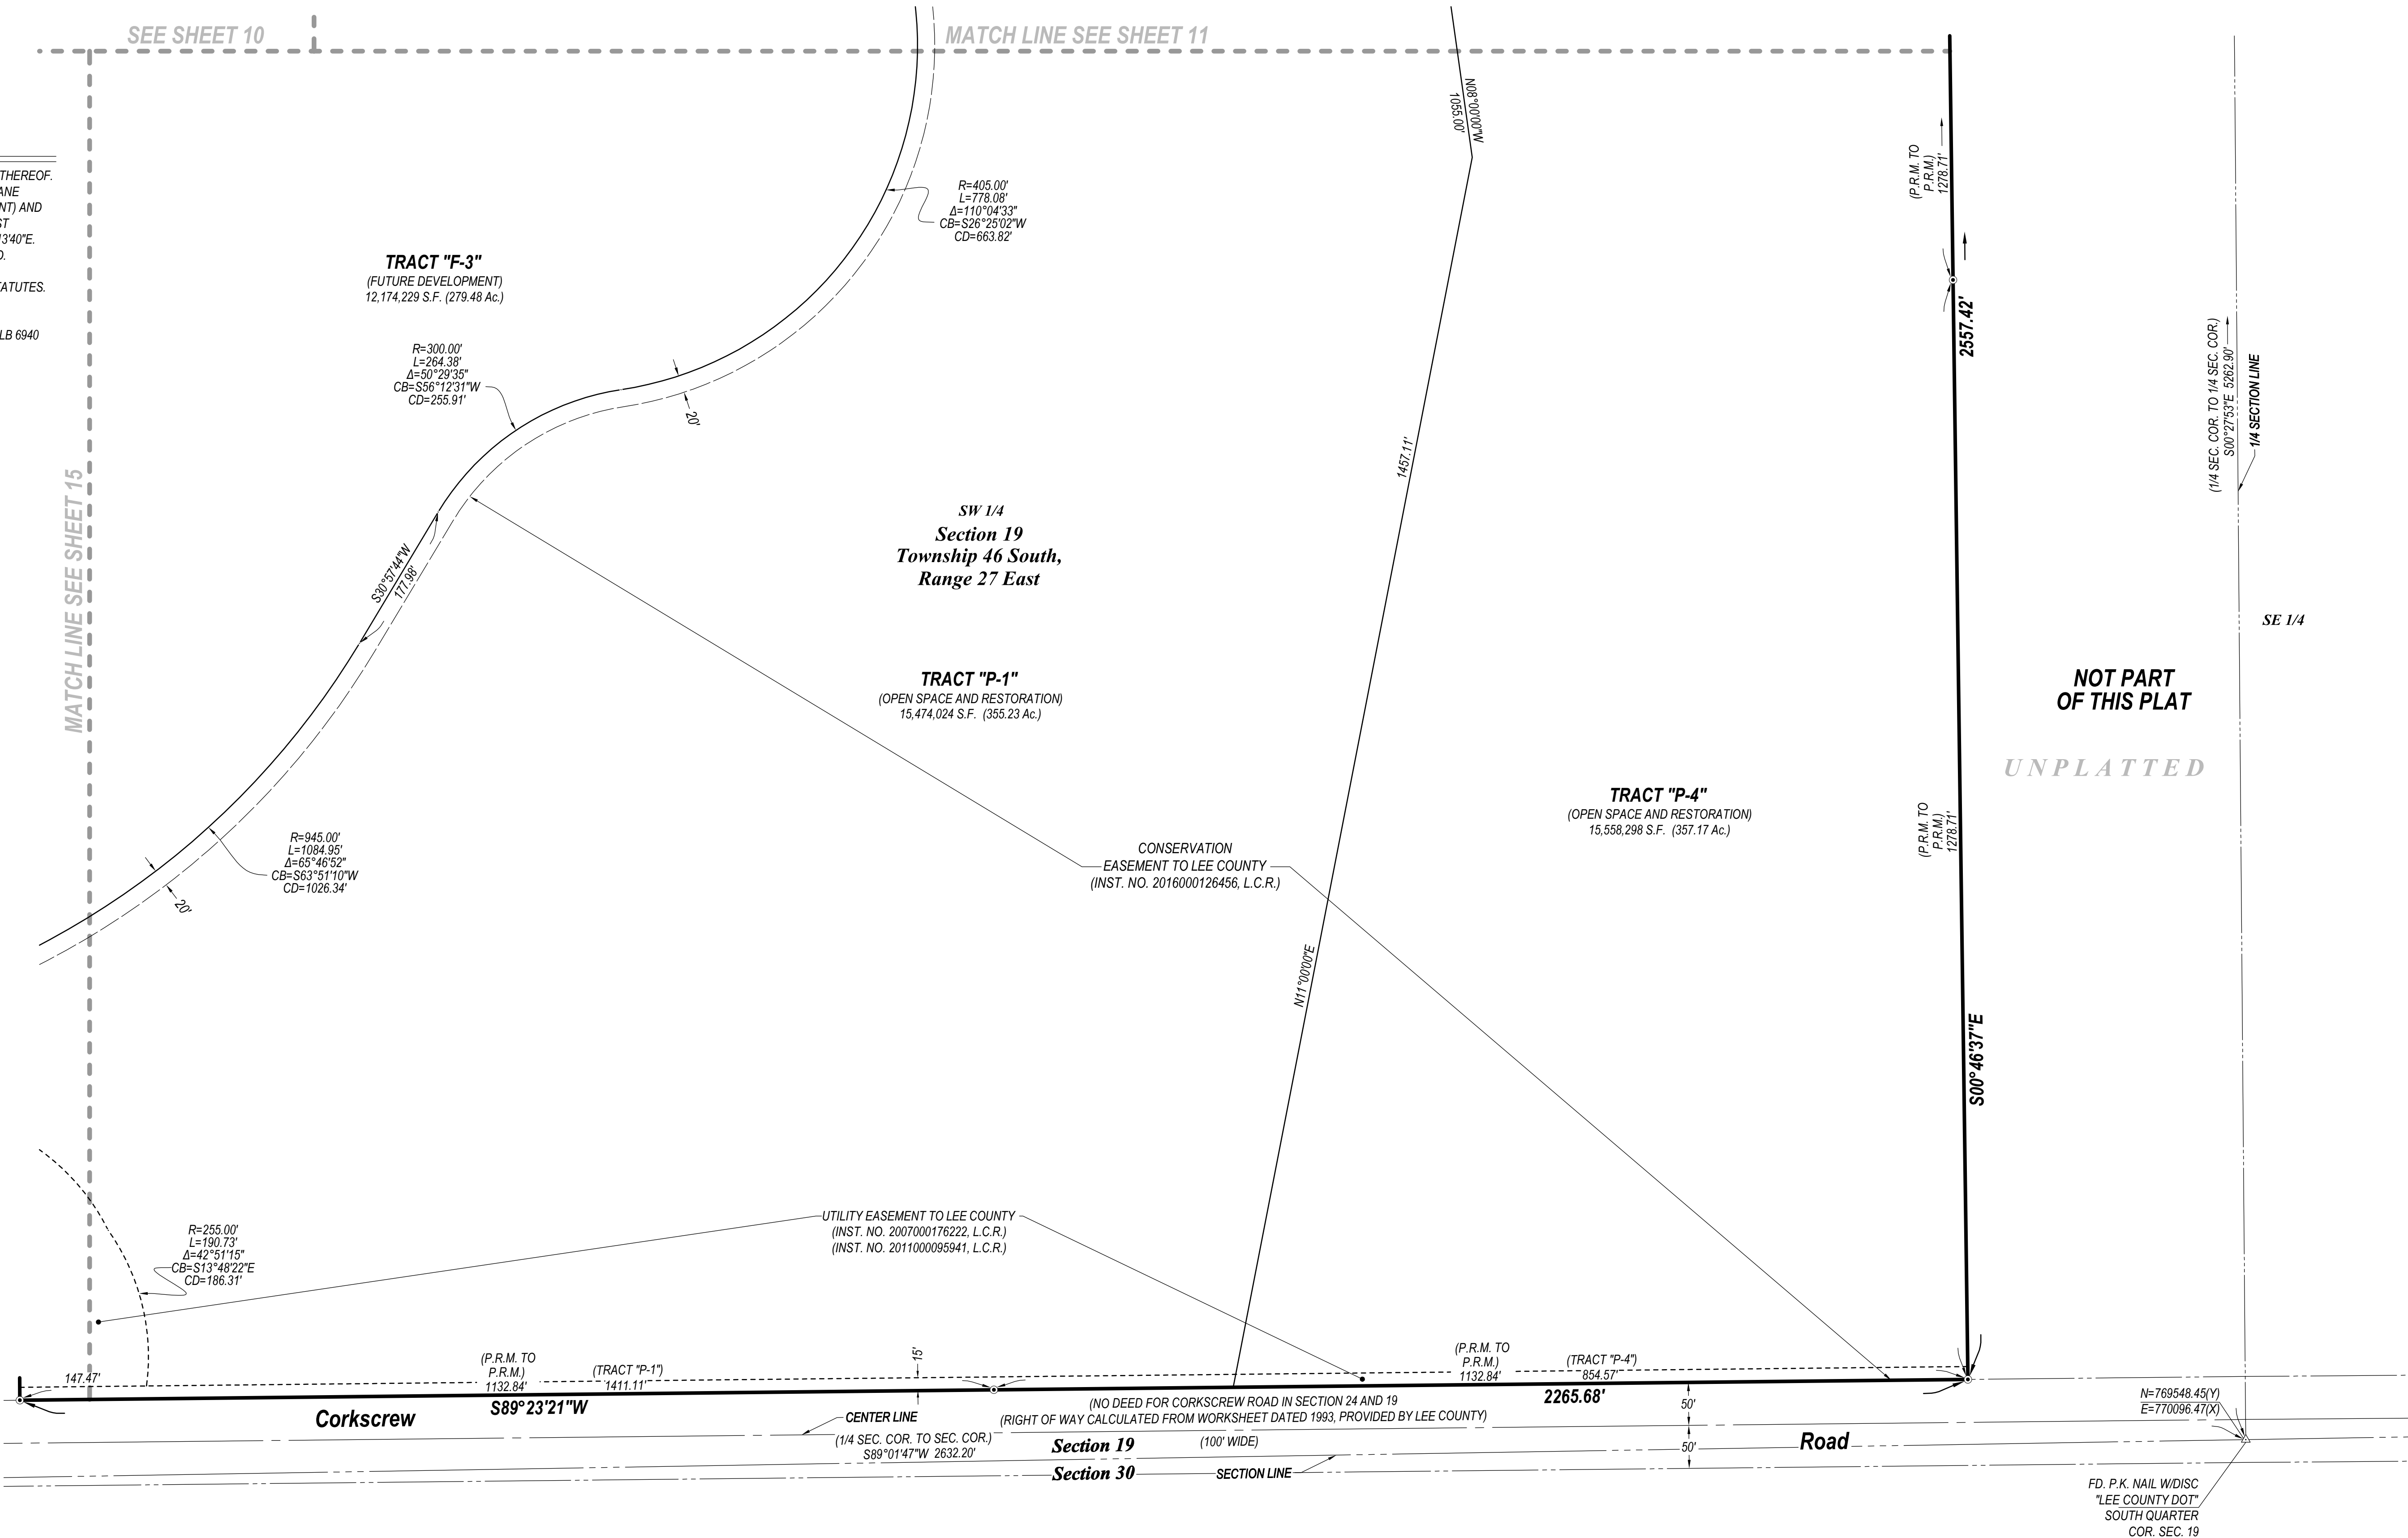 SEE SHEET 10
MATCH LINE SEE SHEET 11
THEREOF.
ANE
NT) AND
ST
3'40"E.
D.
TATUTES.
LB 6940
MATCH LINE SEE SHEET 15
TRACT "F-3"
(FUTURE DEVELOPMENT)
12,174,229 S.F. (279.48 Ac.)
R=405.00'
L=778.08'
Δ=110°04'33"
CB=S26°25'02"W
CD=663.82'
R=300.00'
L=264.38'
Δ=50°29'35"
CB=S56°12'31"W
CD=255.91'
20'
S30°57'44"W
177.98'
R=945.00'
L=1084.95'
Δ=65°46'52"
CB=S63°51'10"W
CD=1026.34'
20'
N08°00'00"W
1055.00'
1457.11'
N11°00'00"E
SW 1/4
Section 19
Township 46 South,
Range 27 East
TRACT "P-1"
(OPEN SPACE AND RESTORATION)
15,474,024 S.F. (355.23 Ac.)
TRACT "P-4"
(OPEN SPACE AND RESTORATION)
15,558,298 S.F. (357.17 Ac.)
CONSERVATION
EASEMENT TO LEE COUNTY
(INST. NO. 2016000126456, L.C.R.)
(P.R.M. TO
P.R.M.)
1278.71'
2557.42'
(P.R.M. TO
P.R.M.)
1278.71'
S00°46'37"E
(1/4 SEC. COR. TO 1/4 SEC. COR.)
S00°27'53"E 5262.90'
1/4 SECTION LINE
SE 1/4
NOT PART
OF THIS PLAT
UNPLATTED
R=255.00'
L=190.73'
Δ=42°51'15"
CB=S13°48'22"E
CD=186.31'
UTILITY EASEMENT TO LEE COUNTY
(INST. NO. 2007000176222, L.C.R.)
(INST. NO. 2011000095941, L.C.R.)
147.47'
(P.R.M. TO
P.R.M.)
1132.84'
(TRACT "P-1")
1411.11'
15'
(P.R.M. TO
P.R.M.)
1132.84'
(TRACT "P-4")
854.57'
S89°23'21"W
2265.68'
Corkscrew
CENTER LINE
(NO DEED FOR CORKSCREW ROAD IN SECTION 24 AND 19
(RIGHT OF WAY CALCULATED FROM WORKSHEET DATED 1993, PROVIDED BY LEE COUNTY)
50'
50'
(1/4 SEC. COR. TO SEC. COR.)
S89°01'47"W 2632.20'
Section 19
(100' WIDE)
Road
Section 30
SECTION LINE
N=769548.45(Y)
E=770096.47(X)
FD. P.K. NAIL W/DISC
"LEE COUNTY DOT"
SOUTH QUARTER
COR. SEC. 19